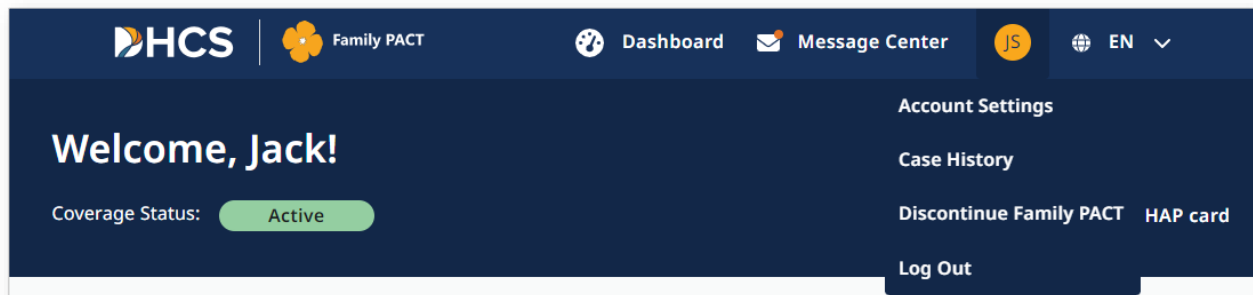 DHCS Family PACT Dashboard Message Center JS EN
Account Settings
Welcome, Jack!
Case History
Coverage Status: Active
Discontinue Family PACT HAP card
Log Out